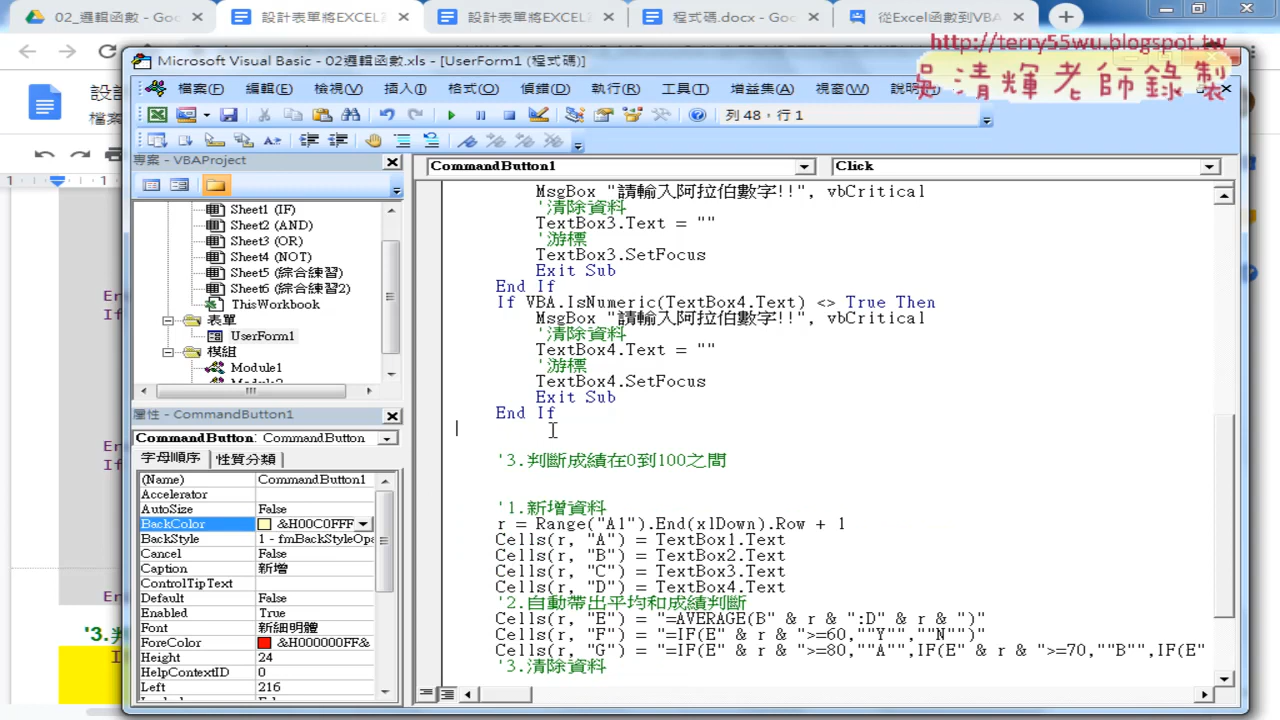 02_邏輯函數 - Goo
設計表單將EXCEL
設計表單將EXCEL
程式碼.docx - Goog
從Excel函數到VBA
http://terry55wu.blogspot.tw
吳清輝老師錄製
Microsoft Visual Basic - 02邏輯函數.xls - [UserForm1 (程式碼)]
檔案(F) 編輯(E) 檢視(V) 插入(I) 格式(O) 偵錯(D) 執行(R) 工具(T) 增益集(A) 視窗(W) 說明
列 48，行 1
專案 - VBAProject
Sheet1 (IF)
Sheet2 (AND)
Sheet3 (OR)
Sheet4 (NOT)
Sheet5 (綜合練習)
Sheet6 (綜合練習2)
ThisWorkbook
表單
UserForm1
模組
Module1
屬性 - CommandButton1
CommandButton1 CommandButton
字母順序 性質分類
(Name) CommandButton1
Accelerator
AutoSize False
BackColor &H00C0FFF
BackStyle 1 - fmBackStyleOpa
Cancel False
Caption 新增
ControlTipText
Default False
Enabled True
Font 新細明體
ForeColor &H000000FF&
Height 24
HelpContextID 0
Left 216
CommandButton1 Click
MsgBox "請輸入阿拉伯數字!!", vbCritical
'清除資料
TextBox3.Text = ""
'游標
TextBox3.SetFocus
Exit Sub
End If
If VBA.IsNumeric(TextBox4.Text) <> True Then
MsgBox "請輸入阿拉伯數字!!", vbCritical
'清除資料
TextBox4.Text = ""
'游標
TextBox4.SetFocus
Exit Sub
End If
'3.判斷成績在0到100之間
'1.新增資料
r = Range("A1").End(xlDown).Row + 1
Cells(r, "A") = TextBox1.Text
Cells(r, "B") = TextBox2.Text
Cells(r, "C") = TextBox3.Text
Cells(r, "D") = TextBox4.Text
'2.自動帶出平均和成績判斷
Cells(r, "E") = "=AVERAGE(B" & r & ":D" & r & ")"
Cells(r, "F") = "=IF(E" & r & ">=60,""Y"",""N"")"
Cells(r, "G") = "=IF(E" & r & ">=80,""A"",IF(E" & r & ">=70,""B"",IF(E"
'3.清除資料